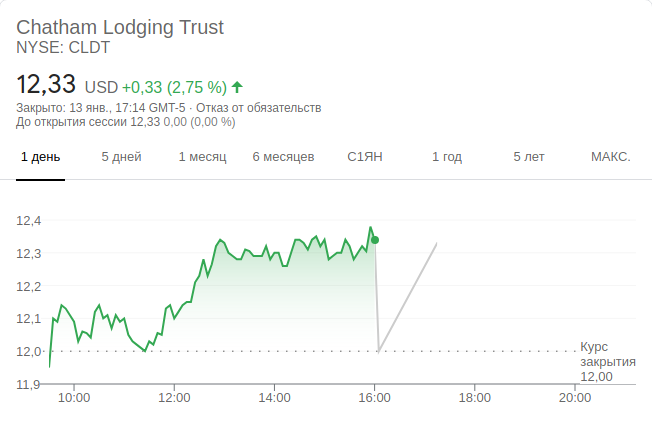 Chatham Lodging Trust
NYSE: CLDT
12,33 USD +0,33 (2,75 %)
Закрыто: 13 янв., 17:14 GMT-5 · Отказ от обязательств
До открытия сессии 12,33 0,00 (0,00 %)
1 день 5 дней 1 месяц 6 месяцев С1ЯН 1 год 5 лет МАКС.
12,4
12,3
12,2
12,1
12,0
11,9
Курс
закрытия
12,00
10:00 12:00 14:00 16:00 18:00 20:00